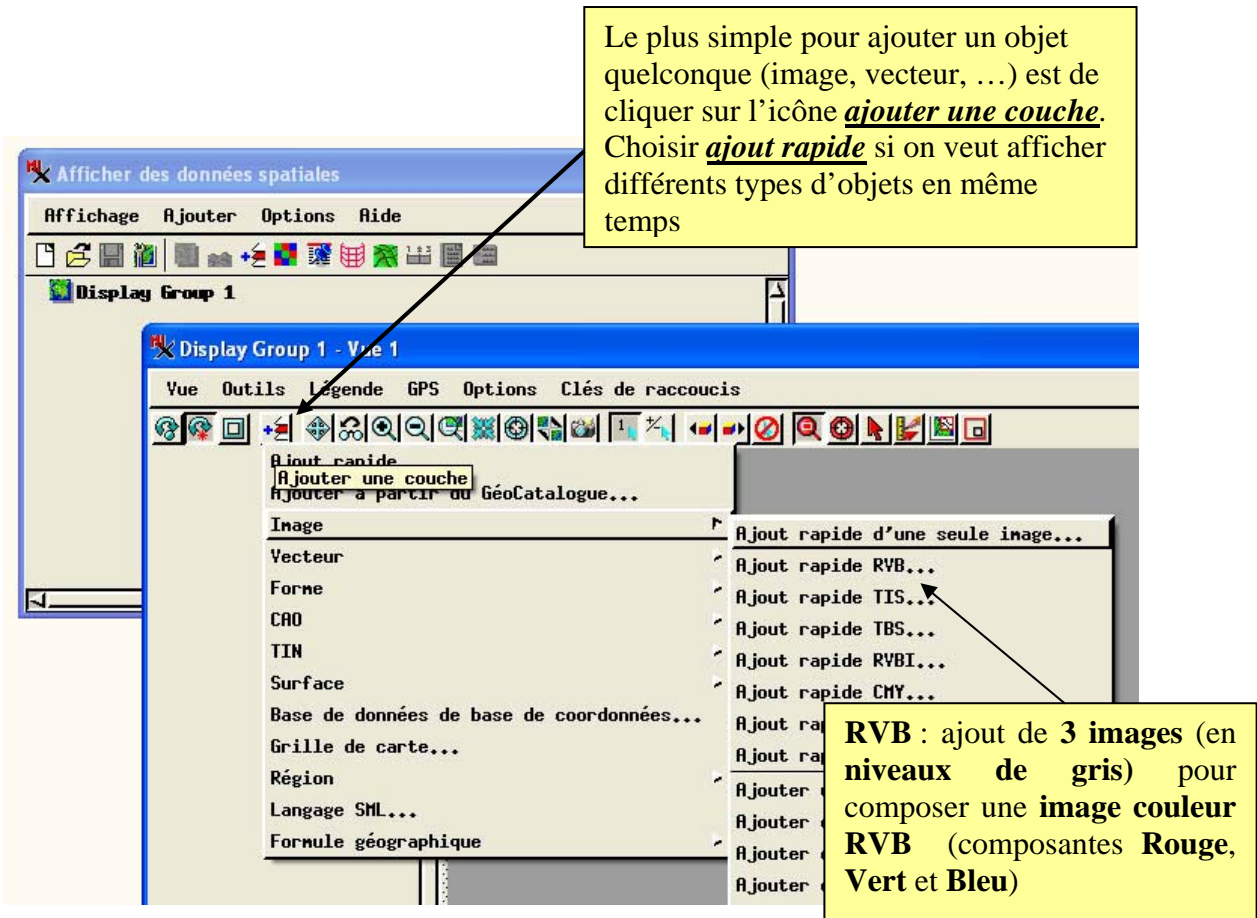 Le plus simple pour ajouter un objet
quelconque (image, vecteur, …) est de
cliquer sur l’icône ajouter une couche.
Choisir ajout rapide si on veut afficher
différents types d’objets en même
temps
Afficher des données spatiales
Affichage Ajouter Options Aide
Display Group 1
Display Group 1 - Vue 1
Vue Outils Légende GPS Options Clés de raccoucis
Ajout rapide
Ajouter une couche
Ajouter à partir du GéoCatalogue...
Image
Vecteur
Forme
CAO
TIN
Surface
Base de données de base de coordonnées...
Grille de carte...
Région
Langage SML...
Formule géographique
Ajout rapide d'une seule image...
Ajout rapide RVB...
Ajout rapide TIS...
Ajout rapide TBS...
Ajout rapide RVBI...
Ajout rapide CMY...
Ajout
Ajout
Ajouter
Ajouter
Ajouter
Ajouter
RVB : ajout de 3 images (en
niveaux de gris) pour
composer une image couleur
RVB (composantes Rouge,
Vert et Bleu)